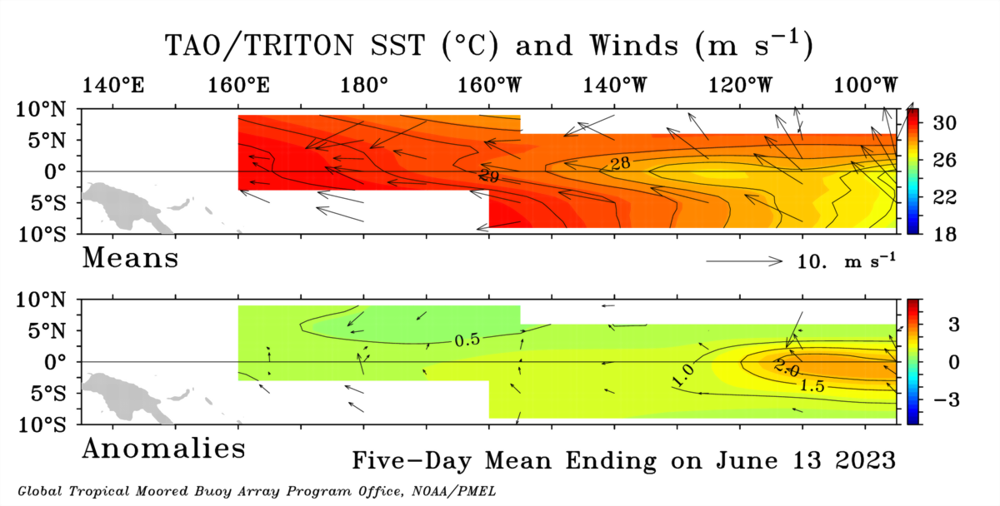 TAO/TRITON SST (°C) and Winds (m s⁻¹)
140°E 160°E 180° 160°W 140°W 120°W 100°W
10°N
5°N
0°
5°S
10°S
28
29
30
26
22
18
Means
10. m s⁻¹
10°N
5°N
0°
5°S
10°S
0.5
1.0
2.0
1.5
3
0
−3
Anomalies
Five−Day Mean Ending on June 13 2023
Global Tropical Moored Buoy Array Program Office, NOAA/PMEL